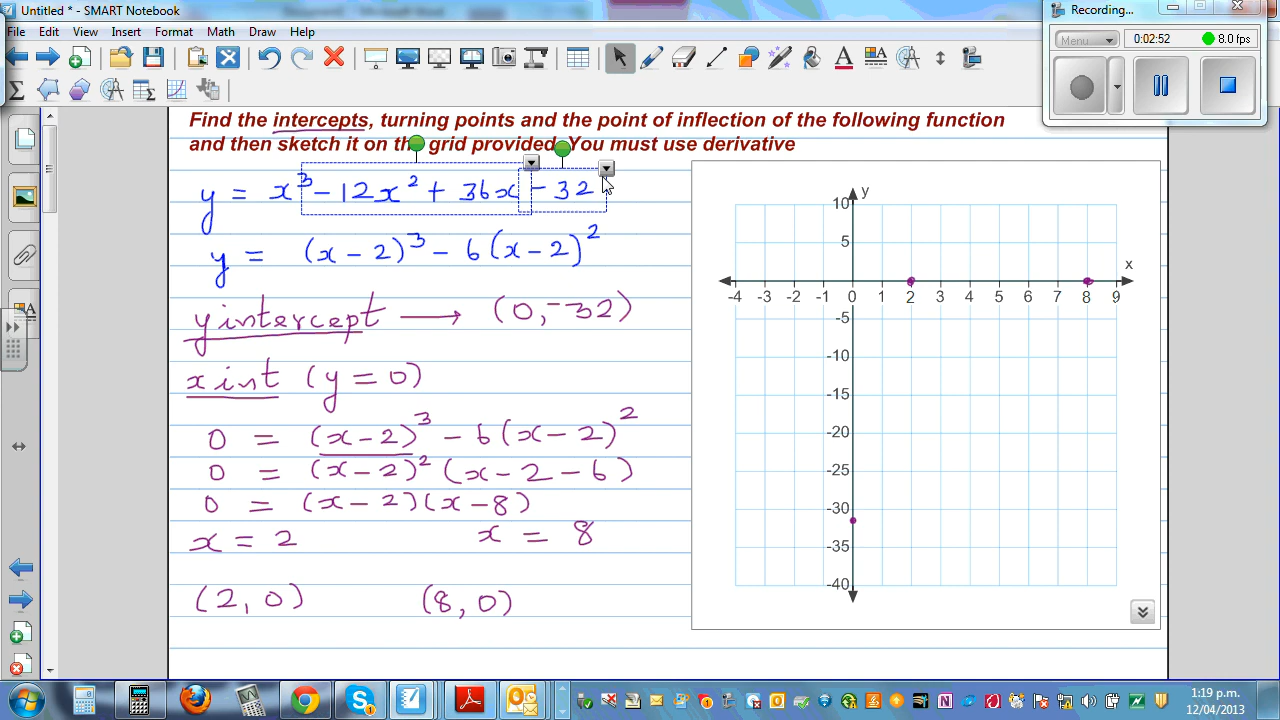 Untitled * - SMART Notebook
File Edit View Insert Format Math Draw Help
Recording...
Menu 0:02:52 8.0 fps
Find the intercepts, turning points and the point of inflection of the following function
and then sketch it on the grid provided. You must use derivative
y = x³ − 12x² + 36x − 32
y = (x − 2)³ − 6(x − 2)²
y intercept ⟶ (0, ⁻32)
x int (y = 0)
0 = (x − 2)³ − 6(x − 2)²
0 = (x − 2)² (x − 2 − 6)
0 = (x − 2)(x − 8)
x = 2 x = 8
(2, 0) (8, 0)
y
10
5
x
-4 -3 -2 -1 0 1 2 3 4 5 6 7 8 9
-5
-10
-15
-20
-25
-30
-35
-40
1:19 p.m.
12/04/2013